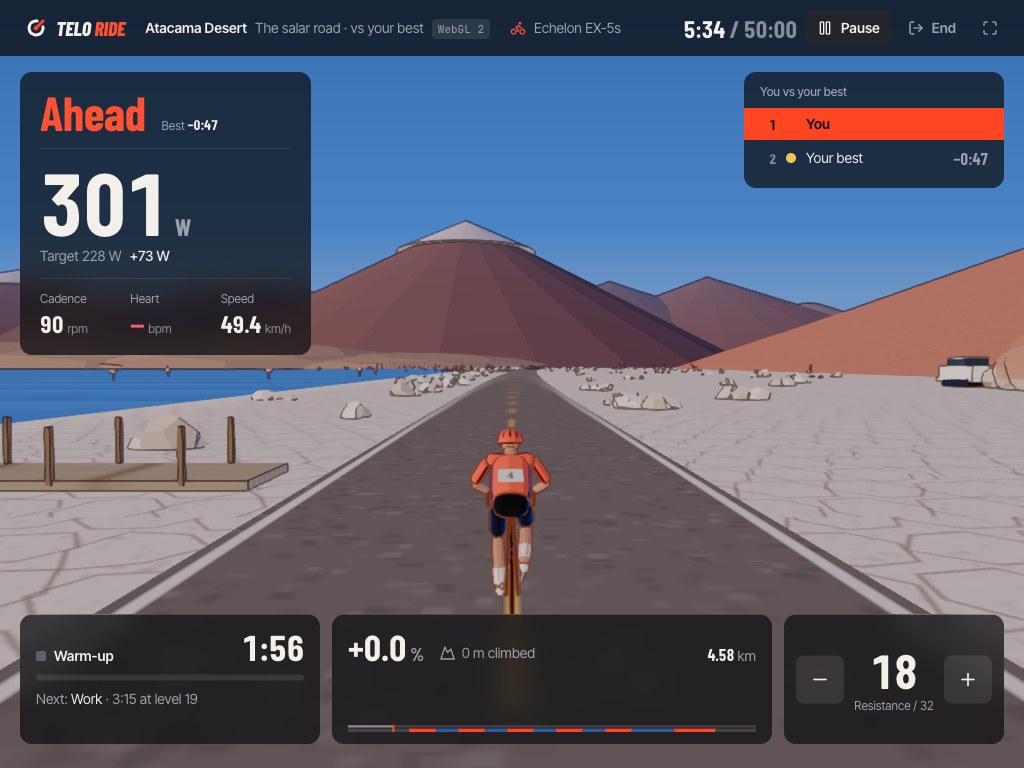 TELO RIDE Atacama Desert The salar road · vs your best WebGL 2 Echelon EX-5s 5:34 / 50:00 Pause End
Ahead Best −0:47
301 W
Target 228 W +73 W
Cadence Heart Speed
90 rpm — bpm 49.4 km/h
You vs your best
1 You
2 Your best −0:47
4
Warm-up 1:56
Next: Work · 3:15 at level 19
+0.0 % 0 m climbed 4.58 km
− 18 +
Resistance / 32